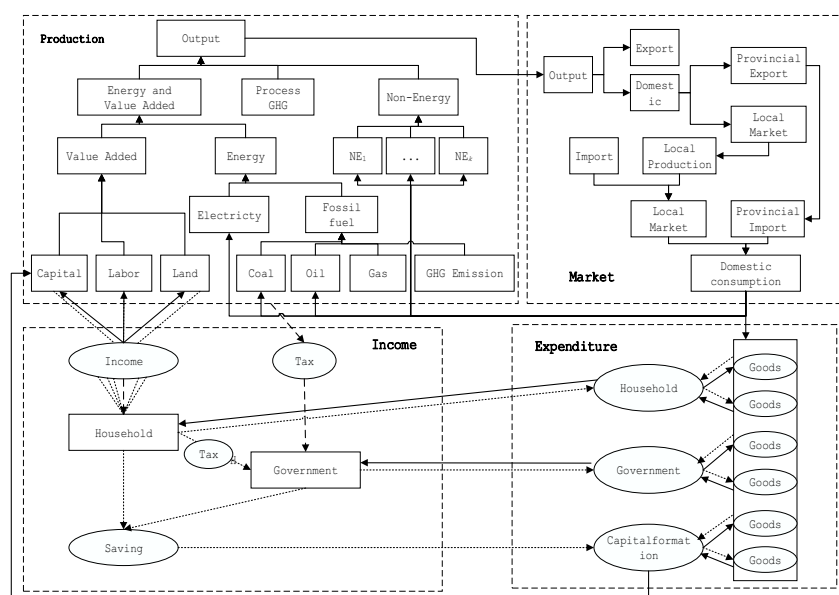 Production
Output
Energy and
Value Added
Process
GHG
Non-Energy
Value Added
Energy
NE1
...
NEk
Electricty
Fossil
fuel
Capital
Labor
Land
Coal
Oil
Gas
GHG Emission
Output
Export
Domest
ic
Provincial
Export
Local
Market
Import
Local
Production
Local
Market
Provincial
Import
Market
Domestic
consumption
Income
Income
Tax
Household
Tax
Government
Saving
Expenditure
Household
Goods
Goods
Government
Goods
Goods
Capitalformat
ion
Goods
Goods